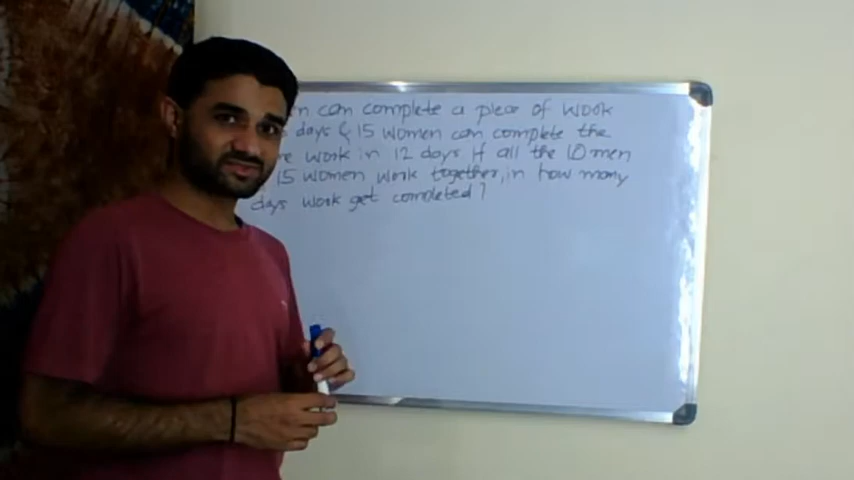 can complete a piece of work
days & 15 women can complete the
work in 12 days if all the 10 men
15 women work together, in how many
days work get completed?